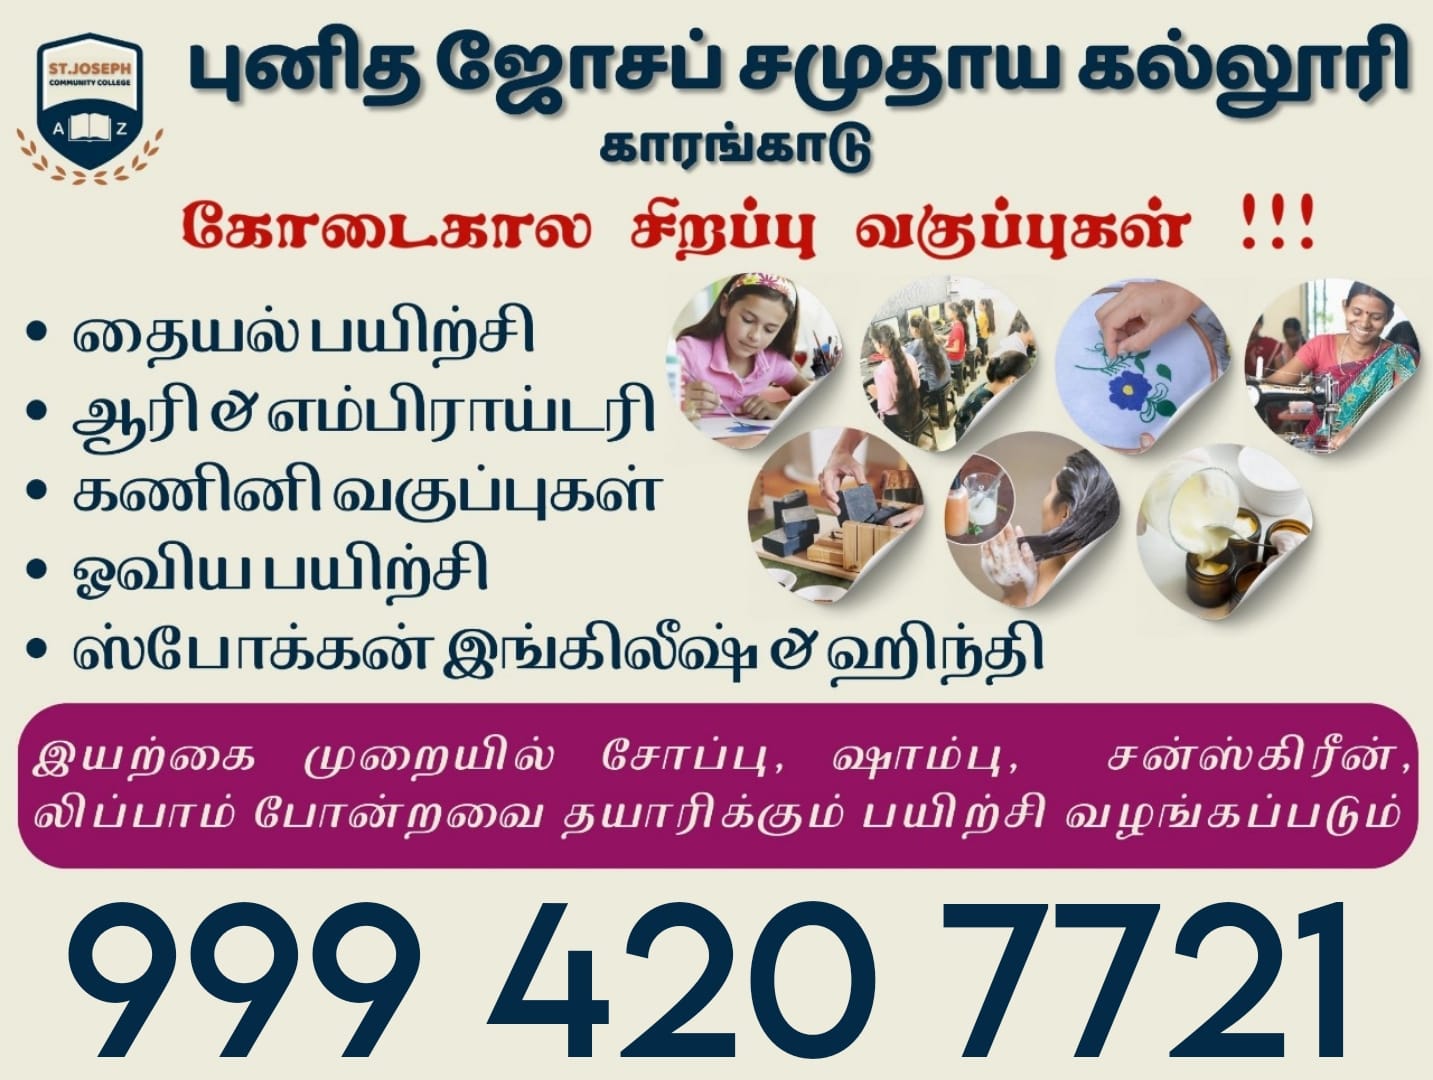 ST.JOSEPH
COMMUNITY COLLEGE
A Z
புனித ஜோசப் சமுதாய கல்லூரி
காரங்காடு
கோடைகால சிறப்பு வகுப்புகள் !!!
• தையல் பயிற்சி
• ஆரி & எம்பிராய்டரி
• கணினி வகுப்புகள்
• ஓவிய பயிற்சி
• ஸ்போக்கன் இங்கிலீஷ் & ஹிந்தி
இயற்கை முறையில் சோப்பு, ஷாம்பு, சன்ஸ்கிரீன்,
லிப்பாம் போன்றவை தயாரிக்கும் பயிற்சி வழங்கப்படும்
999 420 7721